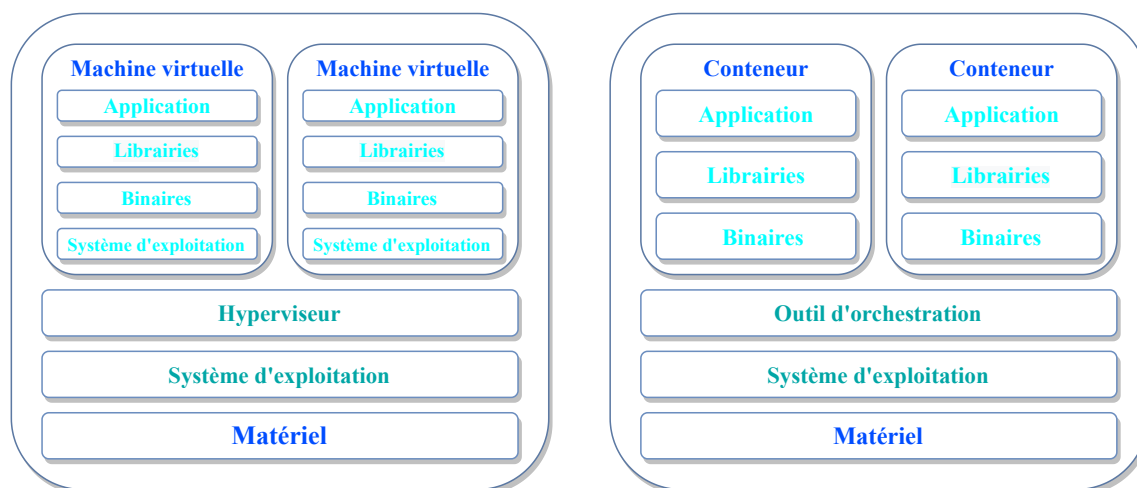 Machine virtuelle
Application
Librairies
Binaires
Système d'exploitation
Machine virtuelle
Application
Librairies
Binaires
Système d'exploitation
Hyperviseur
Système d'exploitation
Matériel
Conteneur
Application
Librairies
Binaires
Conteneur
Application
Librairies
Binaires
Outil d'orchestration
Système d'exploitation
Matériel